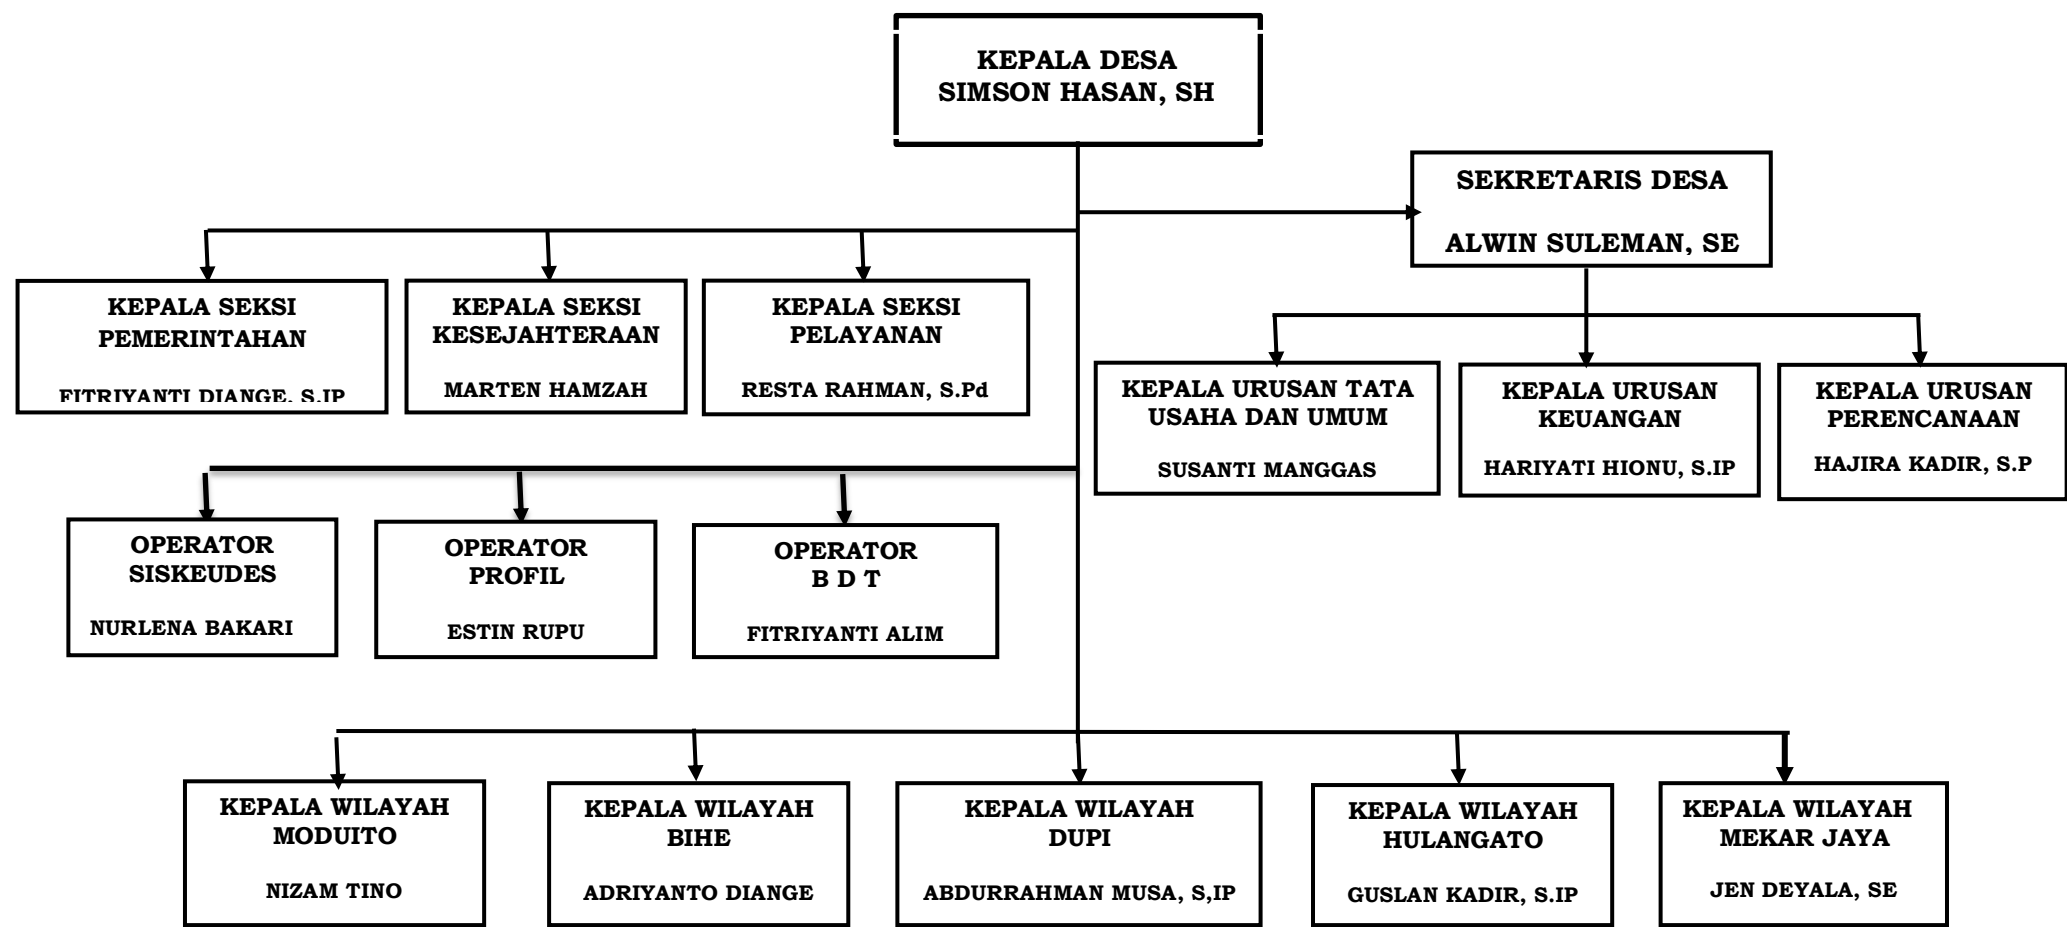 KEPALA DESA
SIMSON HASAN, SH
SEKRETARIS DESA
ALWIN SULEMAN, SE
KEPALA SEKSI
PEMERINTAHAN
FITRIYANTI DIANGE, S.IP
KEPALA SEKSI
KESEJAHTERAAN
MARTEN HAMZAH
KEPALA SEKSI
PELAYANAN
RESTA RAHMAN, S.Pd
KEPALA URUSAN TATA
USAHA DAN UMUM
SUSANTI MANGGAS
KEPALA URUSAN
KEUANGAN
HARIYATI HIONU, S.IP
KEPALA URUSAN
PERENCANAAN
HAJIRA KADIR, S.P
OPERATOR
SISKEUDES
NURLENA BAKARI
OPERATOR
PROFIL
ESTIN RUPU
OPERATOR
B D T
FITRIYANTI ALIM
KEPALA WILAYAH
MODUITO
NIZAM TINO
KEPALA WILAYAH
BIHE
ADRIYANTO DIANGE
KEPALA WILAYAH
DUPI
ABDURRAHMAN MUSA, S,IP
KEPALA WILAYAH
HULANGATO
GUSLAN KADIR, S.IP
KEPALA WILAYAH
MEKAR JAYA
JEN DEYALA, SE